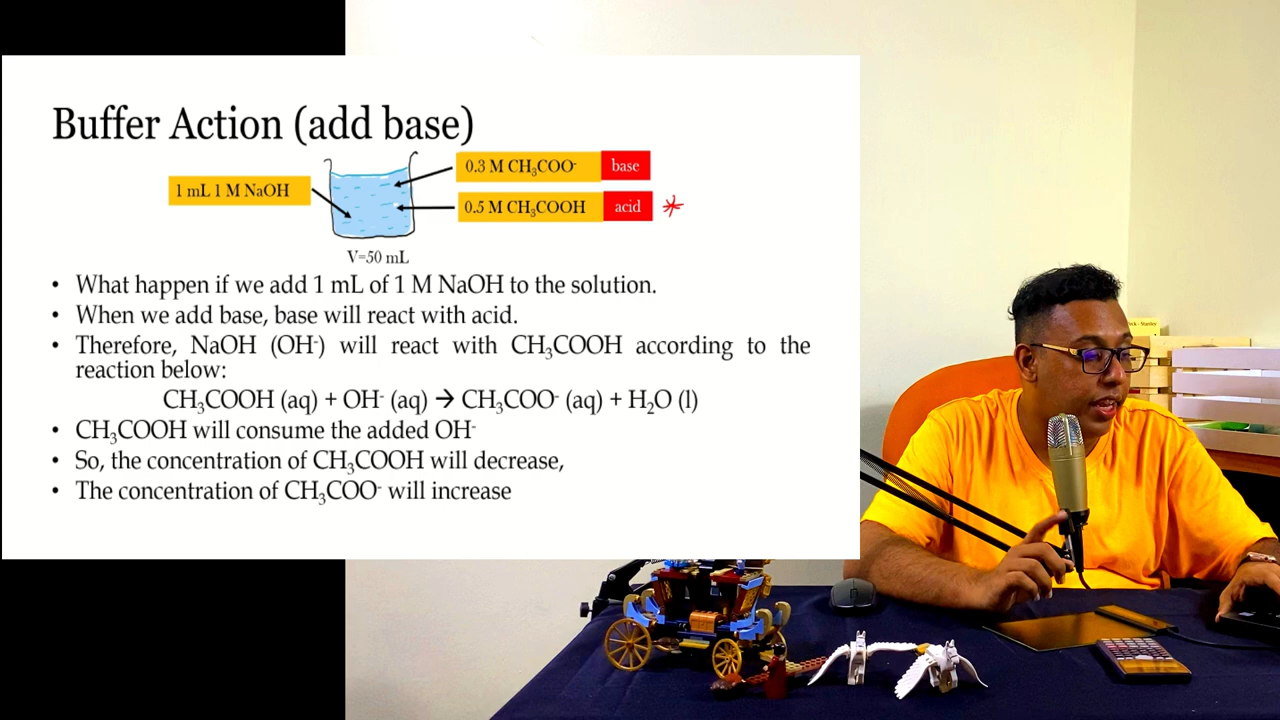 Buffer Action (add base)
0.3 M CH₃COO⁻ base
1 mL 1 M NaOH
0.5 M CH₃COOH acid *
V=50 mL
• What happen if we add 1 mL of 1 M NaOH to the solution.
• When we add base, base will react with acid.
• Therefore, NaOH (OH⁻) will react with CH₃COOH according to the
reaction below:
CH₃COOH (aq) + OH⁻ (aq) → CH₃COO⁻ (aq) + H₂O (l)
• CH₃COOH will consume the added OH⁻
• So, the concentration of CH₃COOH will decrease,
• The concentration of CH₃COO⁻ will increase